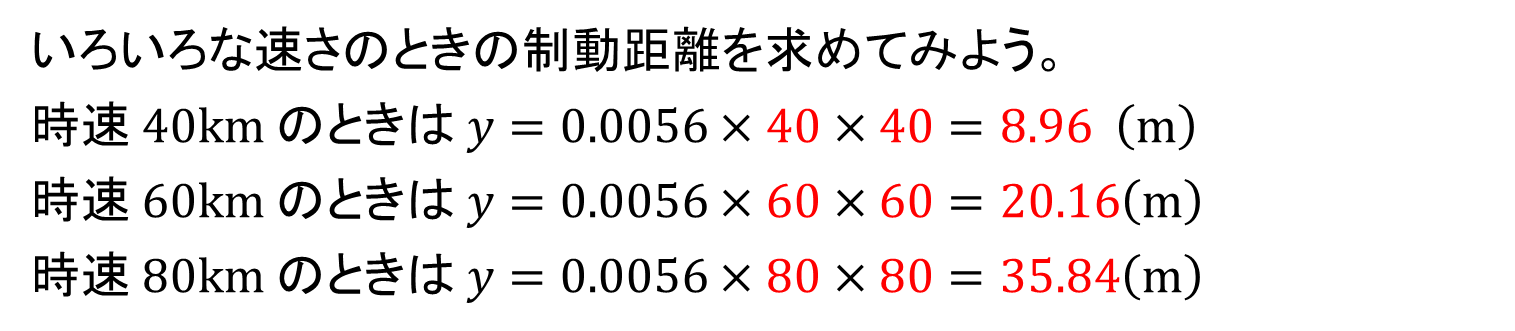 いろいろな速さのときの制動距離を求めてみよう。
時速 40km のときは y = 0.0056 × 40 × 40 = 8.96 (m)
時速 60km のときは y = 0.0056 × 60 × 60 = 20.16(m)
時速 80km のときは y = 0.0056 × 80 × 80 = 35.84(m)